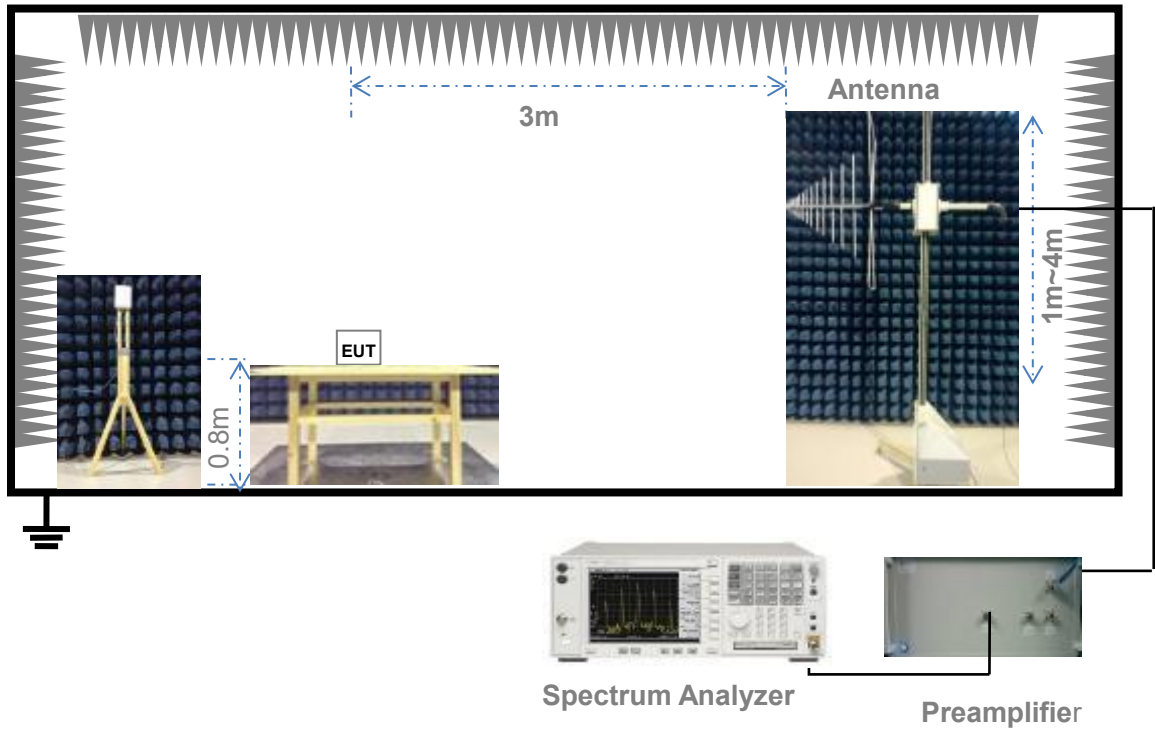 Antenna
3m
1m~4m
EUT
0.8m
Spectrum Analyzer
Preamplifier